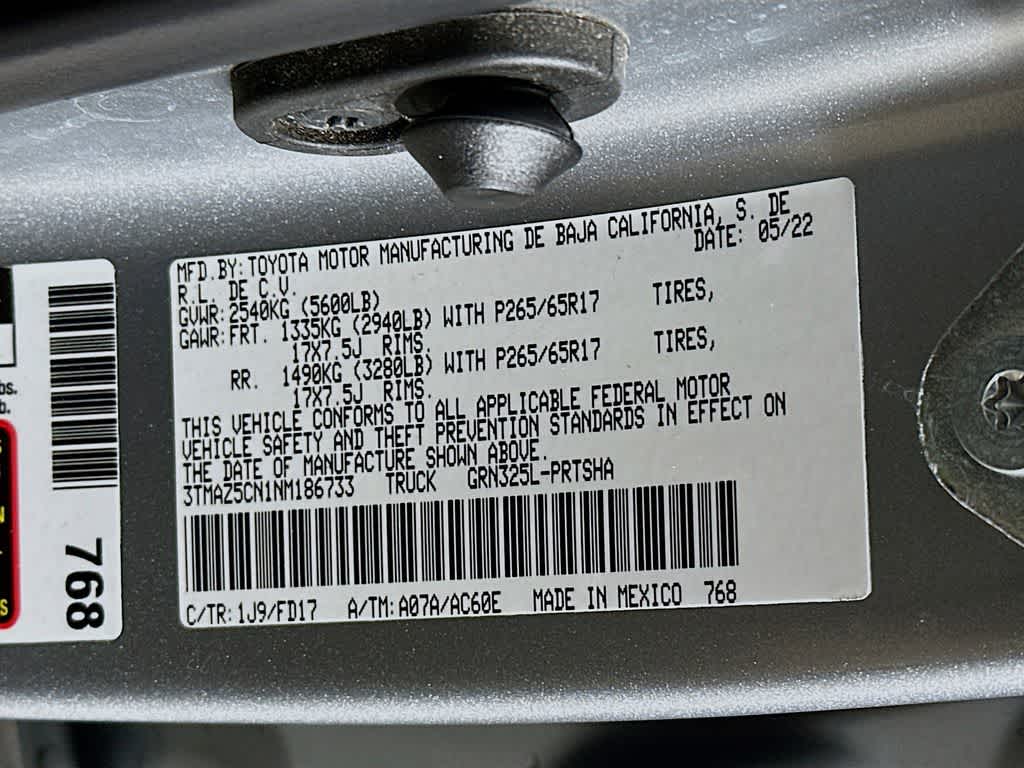 MFD.BY: TOYOTA MOTOR MANUFACTURING DE BAJA CALIFORNIA, S. DE
R.L. DE C.V. DATE: 05/22
GVWR: 2540KG (5600LB)
GAWR: FRT. 1335KG (2940LB) WITH P265/65R17 TIRES,
17X7.5J RIMS.
RR. 1490KG (3280LB) WITH P265/65R17 TIRES,
17X7.5J RIMS.
THIS VEHICLE CONFORMS TO ALL APPLICABLE FEDERAL MOTOR
VEHICLE SAFETY AND THEFT PREVENTION STANDARDS IN EFFECT ON
THE DATE OF MANUFACTURE SHOWN ABOVE.
3TMAZ5CN1NM186733 TRUCK GRN325L-PRTSHA
C/TR: 1J9/FD17 A/TM: A07A/AC60E MADE IN MEXICO 768
768